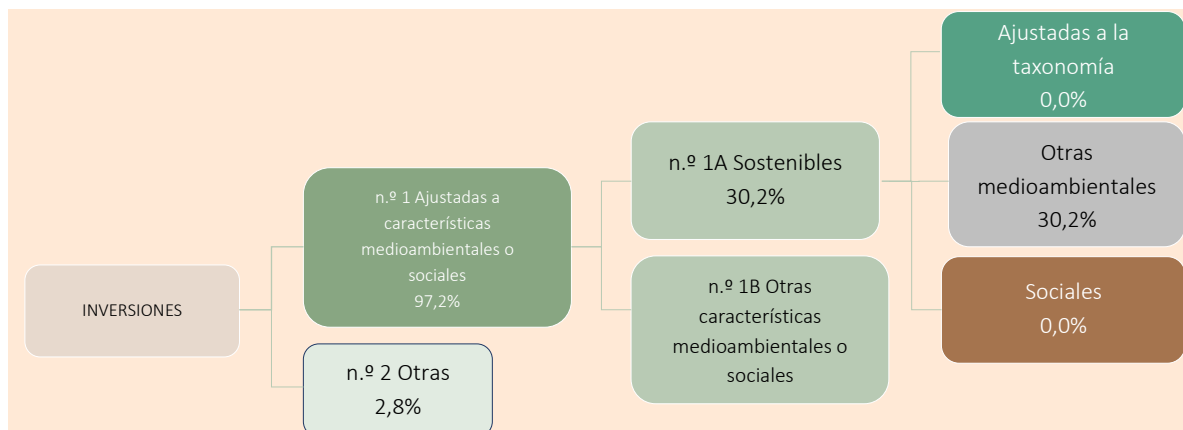 INVERSIONES
n.º 1 Ajustadas a
características
medioambientales o
sociales
97,2%
n.º 2 Otras
2,8%
n.º 1A Sostenibles
30,2%
n.º 1B Otras
características
medioambientales o
sociales
Ajustadas a la
taxonomía
0,0%
Otras
medioambientales
30,2%
Sociales
0,0%